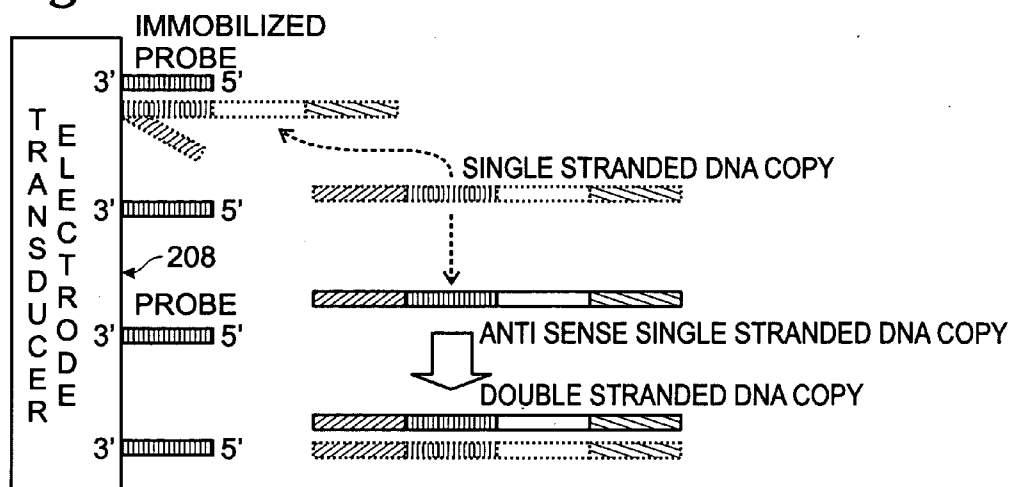 IMMOBILIZED
PROBE
3' 5'
TRANSDUCER
ELECTRODE
SINGLE STRANDED DNA COPY
3' 5'
208
PROBE
3' 5'
ANTI SENSE SINGLE STRANDED DNA COPY
DOUBLE STRANDED DNA COPY
3' 5'